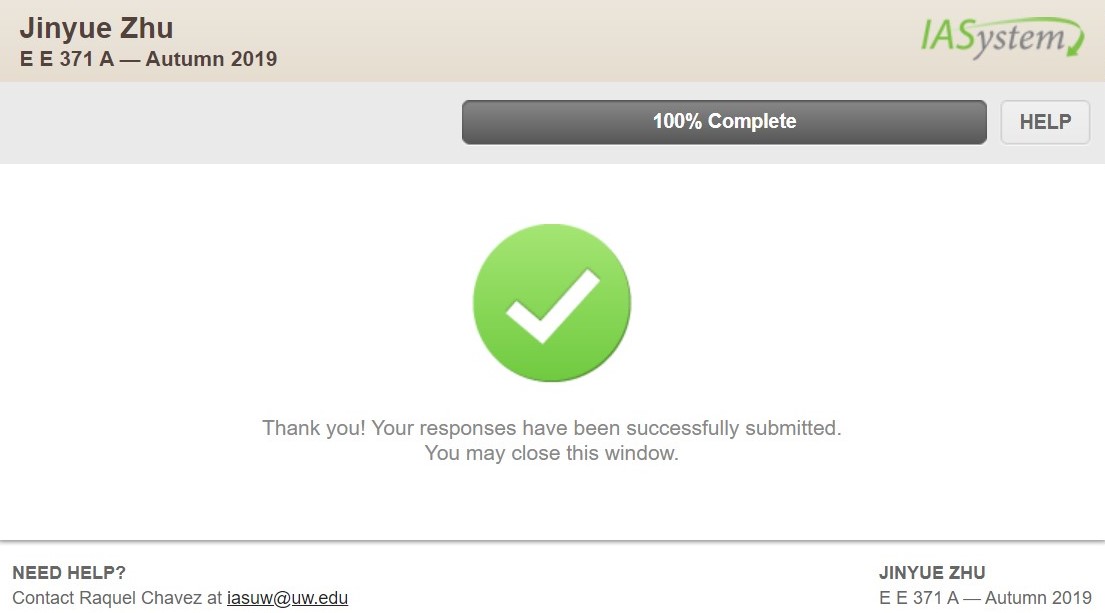 Jinyue Zhu
E E 371 A — Autumn 2019
IASystem
100% Complete
HELP
Thank you! Your responses have been successfully submitted.
You may close this window.
NEED HELP?
Contact Raquel Chavez at iasuw@uw.edu
JINYUE ZHU
E E 371 A — Autumn 2019